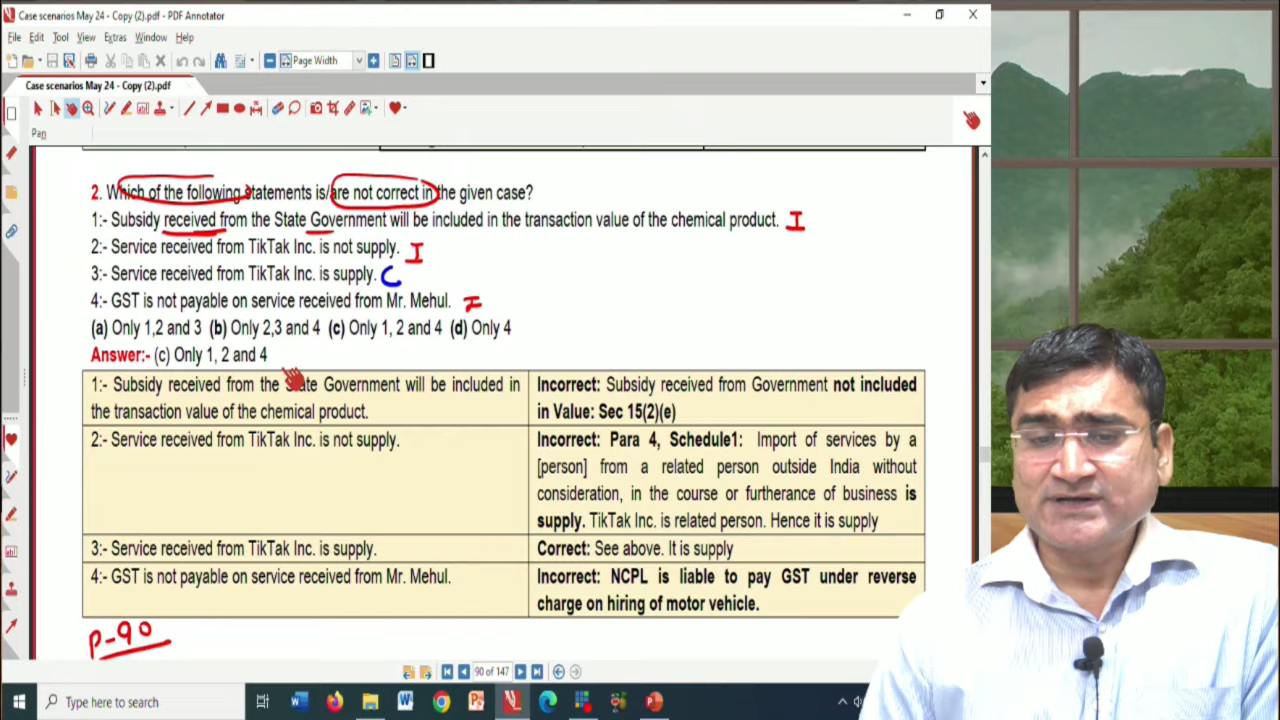 Case scenarios May 24 - Copy (2).pdf - PDF Annotator
File Edit Tool View Extras Window Help
Page Width
Case scenarios May 24 - Copy (2).pdf
Pan
2. Which of the following statements is/are not correct in the given case?
1:- Subsidy received from the State Government will be included in the transaction value of the chemical product. I
2:- Service received from TikTak Inc. is not supply. I
3:- Service received from TikTak Inc. is supply. C
4:- GST is not payable on service received from Mr. Mehul. I
(a) Only 1,2 and 3 (b) Only 2,3 and 4 (c) Only 1, 2 and 4 (d) Only 4
Answer:- (c) Only 1, 2 and 4
1:- Subsidy received from the State Government will be included in
the transaction value of the chemical product.
Incorrect: Subsidy received from Government not included
in Value: Sec 15(2)(e)
2:- Service received from TikTak Inc. is not supply.
Incorrect: Para 4, Schedule1: Import of services by a
[person] from a related person outside India without
consideration, in the course or furtherance of business is
supply. TikTak Inc. is related person. Hence it is supply
3:- Service received from TikTak Inc. is supply.
Correct: See above. It is supply
4:- GST is not payable on service received from Mr. Mehul.
Incorrect: NCPL is liable to pay GST under reverse
charge on hiring of motor vehicle.
P-90
90 of 147
Type here to search